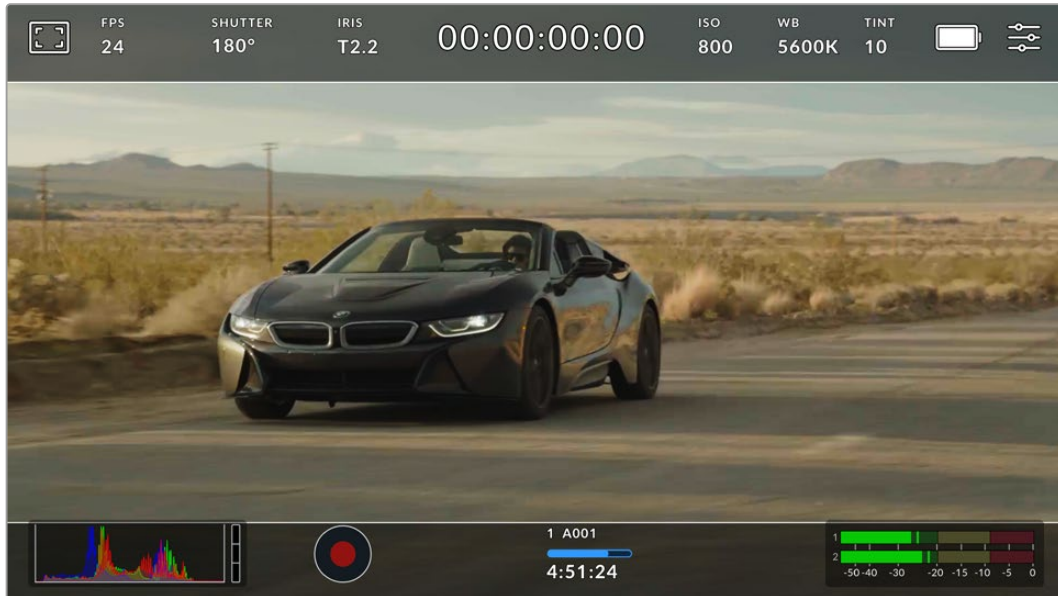 FPS SHUTTER IRIS 00:00:00:00 ISO WB TINT
24 180° T2.2 800 5600K 10
1 A001
4:51:24
1
2
-50 -40 -30 -20 -15 -10 -5 0